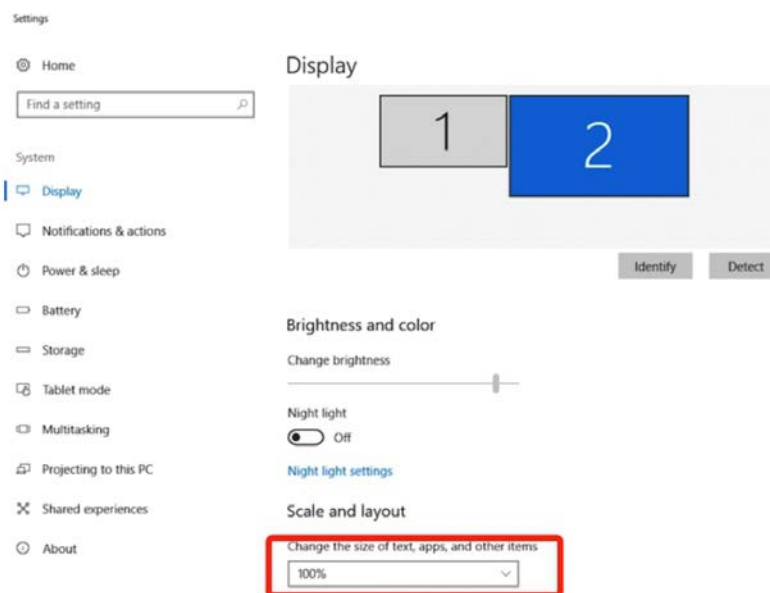 Settings
Home
Find a setting
System
Display
Notifications & actions
Power & sleep
Battery
Storage
Tablet mode
Multitasking
Projecting to this PC
Shared experiences
About
Display
1
2
Identify Detect
Brightness and color
Change brightness
Night light
Off
Night light settings
Scale and layout
Change the size of text, apps, and other items
100%